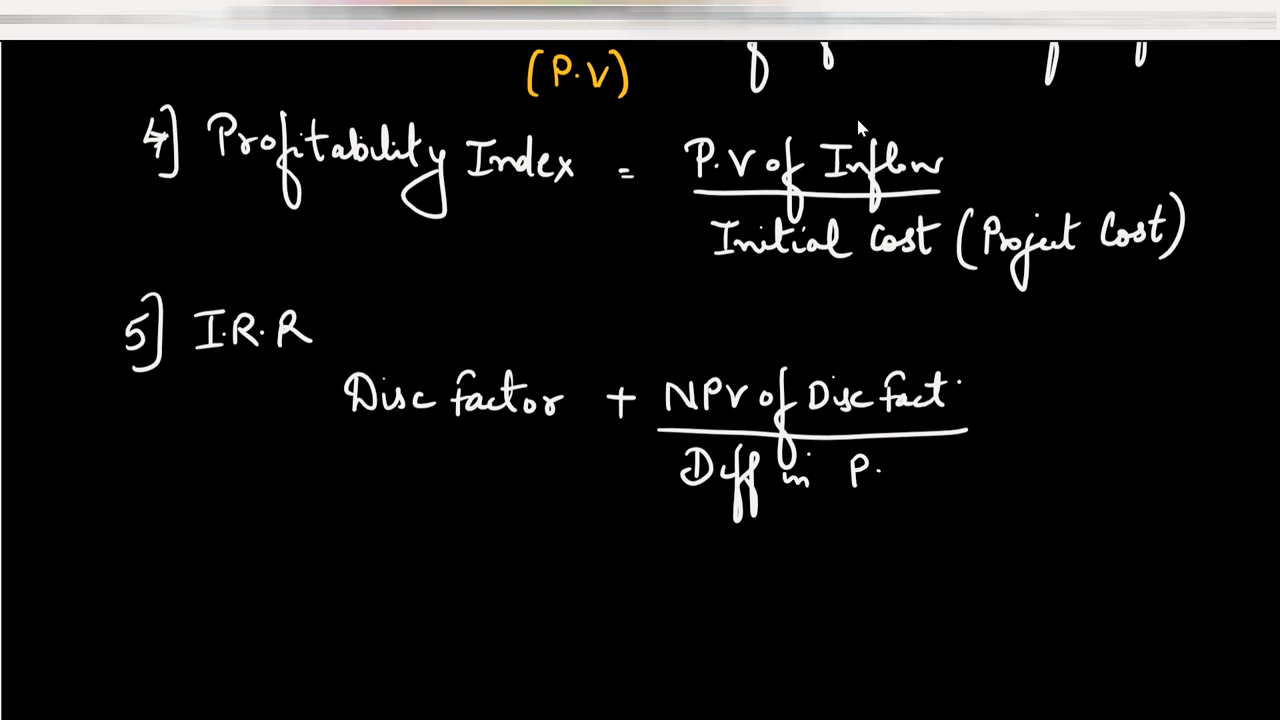 (P.V)
4] Profitability Index = P.V of Inflow
Initial Cost (Project Cost)
5] I.R.R
Disc factor + NPV of Disc fact.
Diff in P.